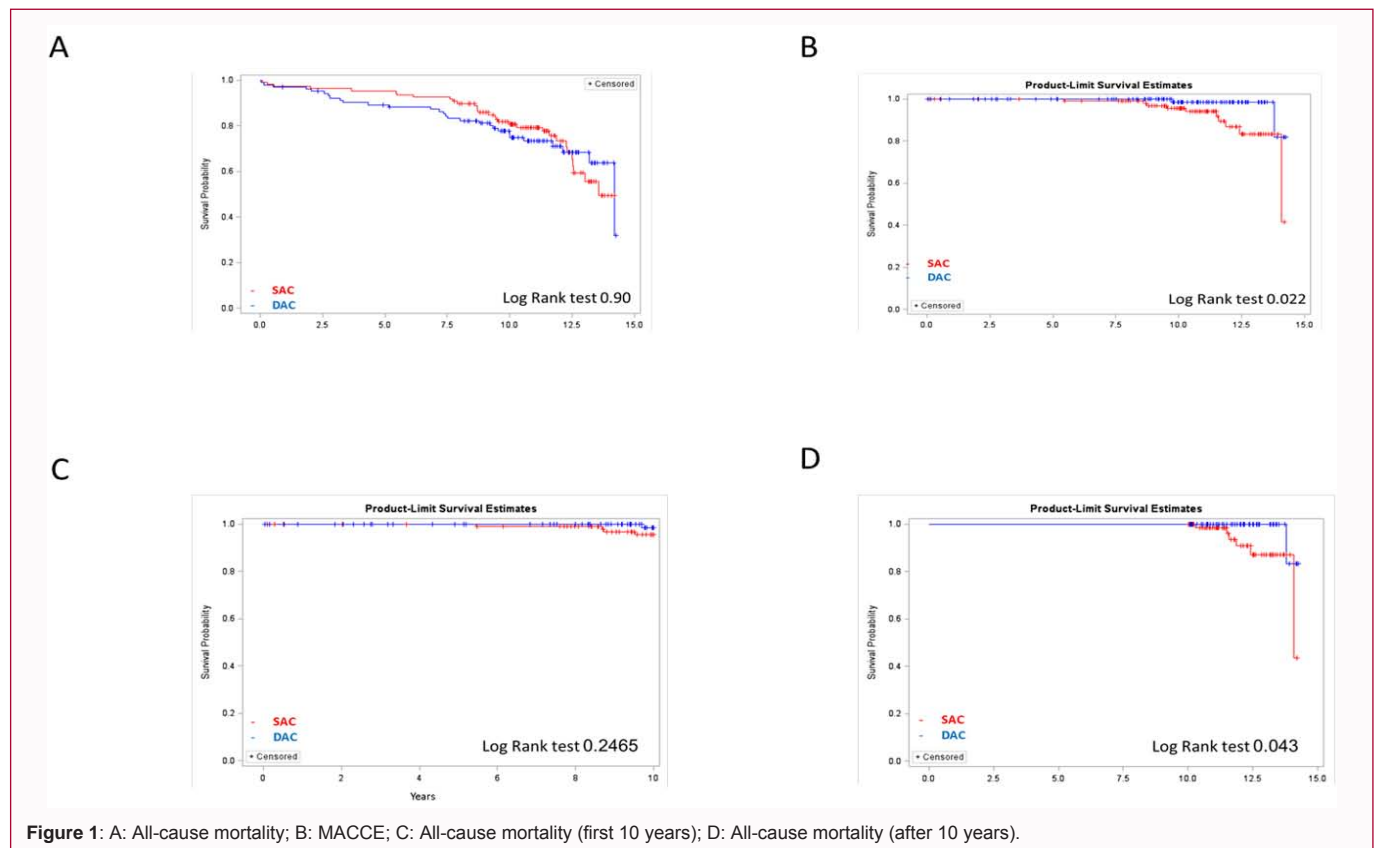 A
+ Censored
1.0
0.8
0.6
0.4
0.2
0.0
Survival Probability
SAC
DAC
Log Rank test 0.90
0.0 2.5 5.0 7.5 10.0 12.5 15.0
B
Product-Limit Survival Estimates
1.0
0.8
0.6
0.4
0.2
0.0
Survival Probability
SAC
DAC
+ Censored
Log Rank test 0.022
0.0 2.5 5.0 7.5 10.0 12.5 15.0
C
Product-Limit Survival Estimates
1.0
0.8
0.6
0.4
0.2
0.0
Survival Probability
SAC
DAC
+ Censored
Log Rank test 0.2465
0 2 4 6 8 10
Years
D
Product-Limit Survival Estimates
1.0
0.8
0.6
0.4
0.2
0.0
Survival Probability
SAC
DAC
+ Censored
Log Rank test 0.043
0.0 2.5 5.0 7.5 10.0 12.5 15.0
Figure 1: A: All-cause mortality; B: MACCE; C: All-cause mortality (first 10 years); D: All-cause mortality (after 10 years).